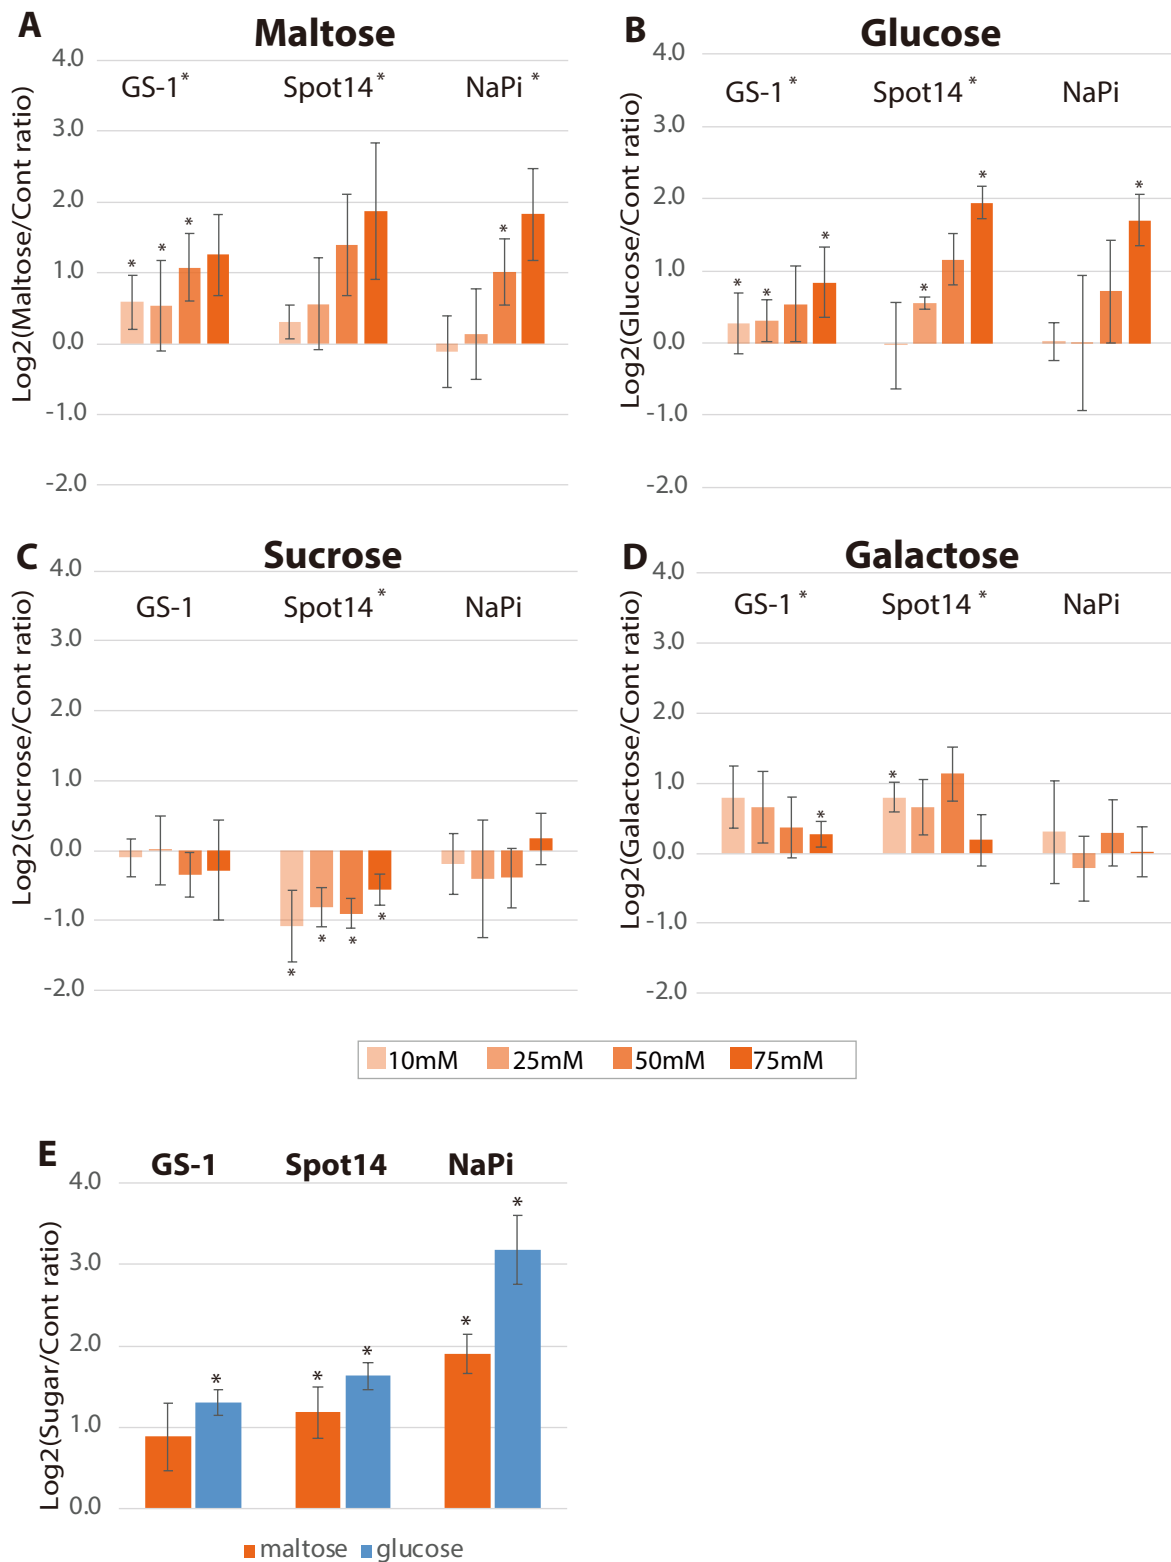 A
Maltose
Log2(Maltose/Cont ratio)
4.0
3.0
2.0
1.0
0.0
-1.0
-2.0
GS-1* Spot14* NaPi*
* * *
*
B
Glucose
Log2(Glucose/Cont ratio)
4.0
3.0
2.0
1.0
0.0
-1.0
-2.0
GS-1* Spot14* NaPi
* * *
* *
*
C
Sucrose
Log2(Sucrose/Cont ratio)
4.0
3.0
2.0
1.0
0.0
-1.0
-2.0
GS-1 Spot14* NaPi
* * * *
D
Galactose
Log2(Galactose/Cont ratio)
4.0
3.0
2.0
1.0
0.0
-1.0
-2.0
GS-1* Spot14* NaPi
*
*
10mM 25mM 50mM 75mM
E
GS-1 Spot14 NaPi
Log2(Sugar/Cont ratio)
4.0
3.0
2.0
1.0
0.0
*
* *
* *
maltose glucose